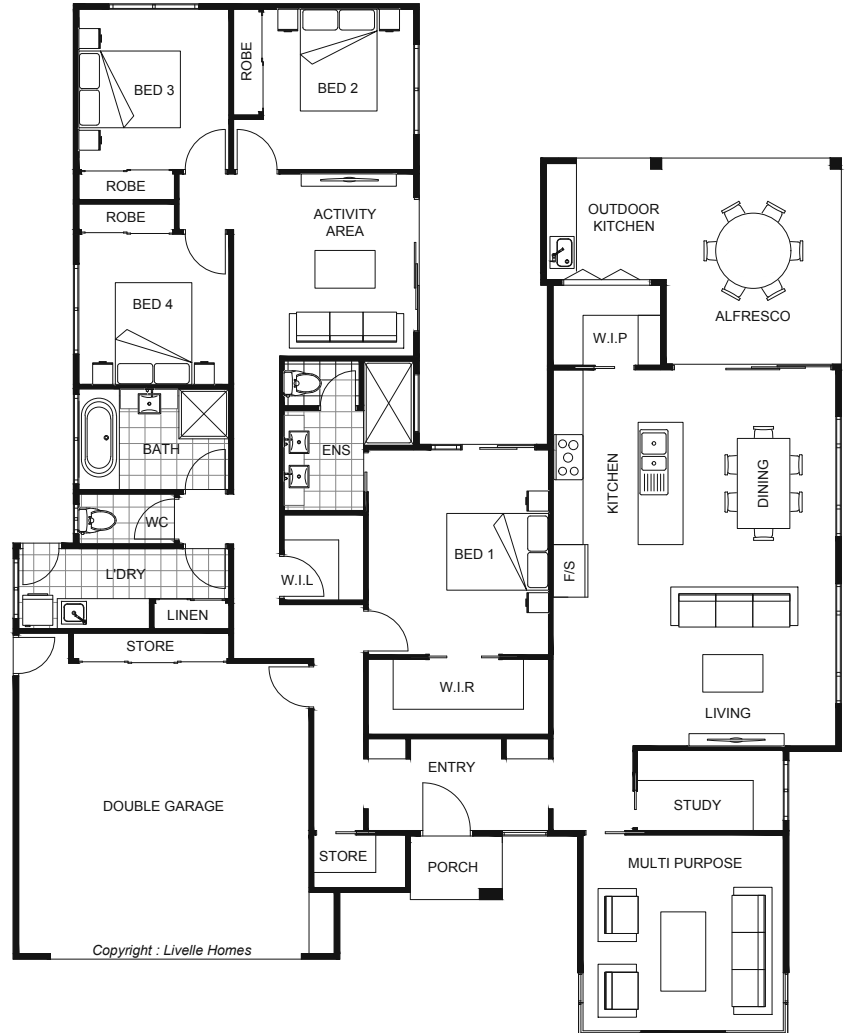 BED 3
ROBE
BED 2
ROBE
ROBE
ACTIVITY
AREA
OUTDOOR
KITCHEN
BED 4
ALFRESCO
W.I.P
BATH
ENS
KITCHEN
DINING
WC
BED 1
L'DRY
W.I.L
F/S
LINEN
STORE
W.I.R
LIVING
ENTRY
DOUBLE GARAGE
STUDY
STORE
PORCH
MULTI PURPOSE
Copyright : Livelle Homes